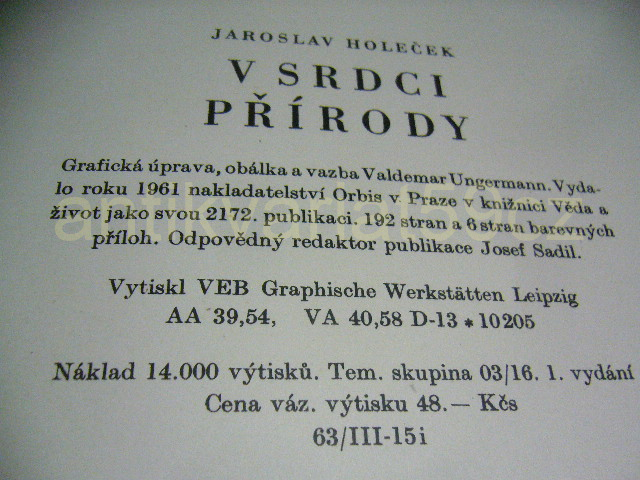 JAROSLAV HOLEČEK
V SRDCI
PŘÍRODY
Grafická úprava, obálka a vazba Valdemar Ungermann. Vyda-
lo roku 1961 nakladatelství Orbis v Praze v knižnici Věda a
život jako svou 2172. publikaci. 192 stran a 6 stran barevných
příloh. Odpovědný redaktor publikace Josef Sadil.
Vytiskl VEB Graphische Werkstätten Leipzig
AA 39,54, VA 40,58 D-13 * 10205
Náklad 14.000 výtisků. Tem. skupina 03/16. 1. vydání
Cena váz. výtisku 48.— Kčs
63/III-15i